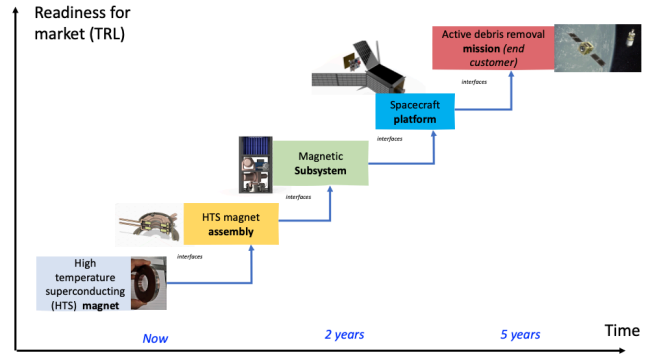 Readiness for
market (TRL)
Active debris removal
mission (end
customer)
interfaces
Spacecraft
platform
interfaces
Magnetic
Subsystem
interfaces
HTS magnet
assembly
interfaces
High
temperature
superconducting
(HTS) magnet
Time
Now
2 years
5 years